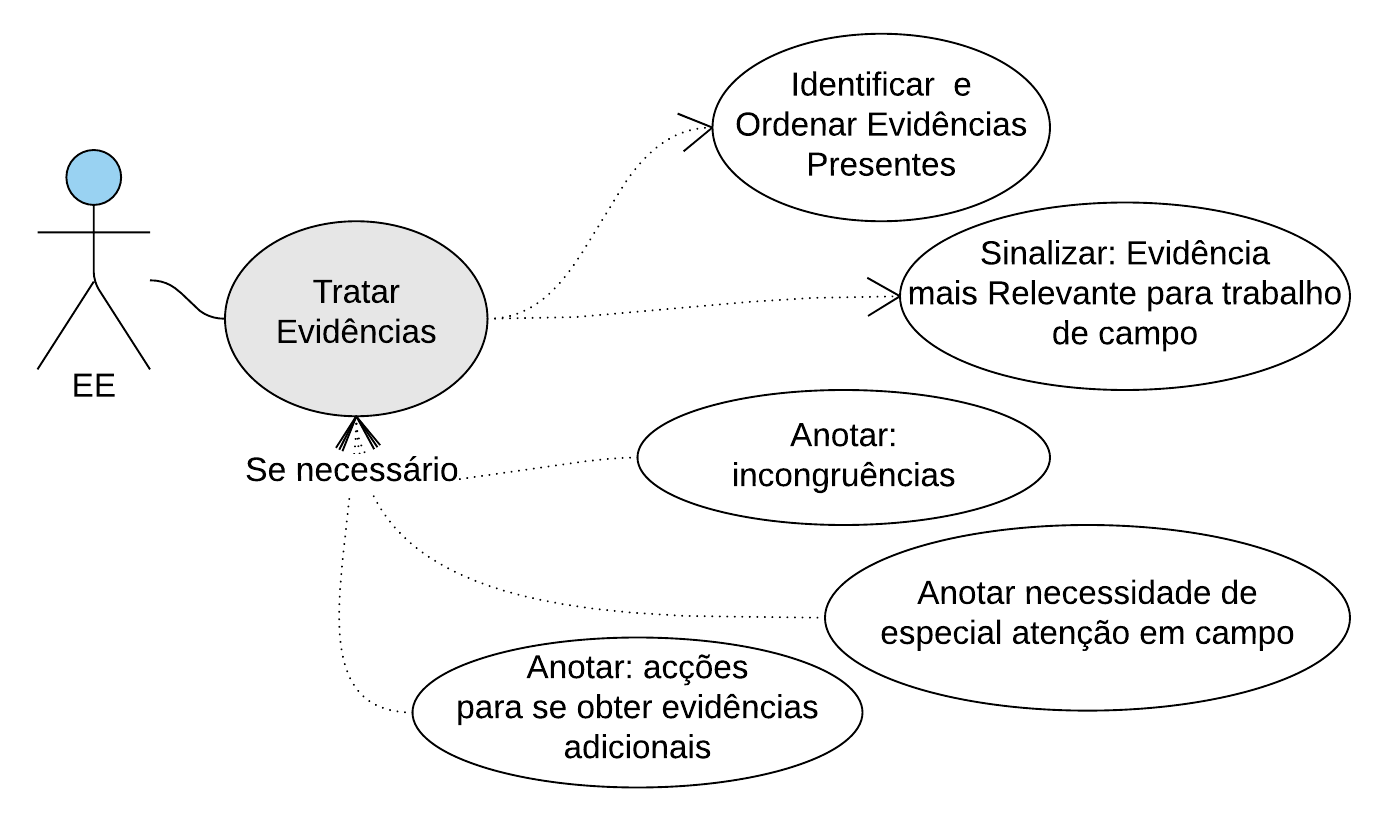 Identificar  e
Ordenar Evidências
Presentes
Sinalizar: Evidência
mais Relevante para trabalho
de campo
Tratar
Evidências
EE
Se necessário
Anotar:
incongruências
Anotar necessidade de
especial atenção em campo
Anotar: acções
para se obter evidências
adicionais